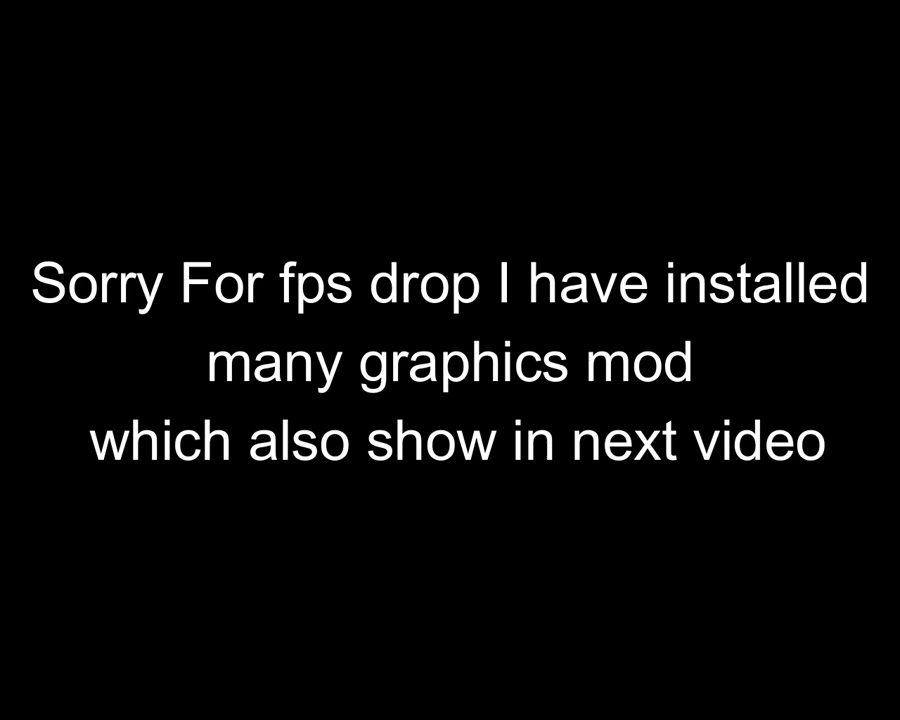 Sorry For fps drop I have installed
many graphics mod
which also show in next video